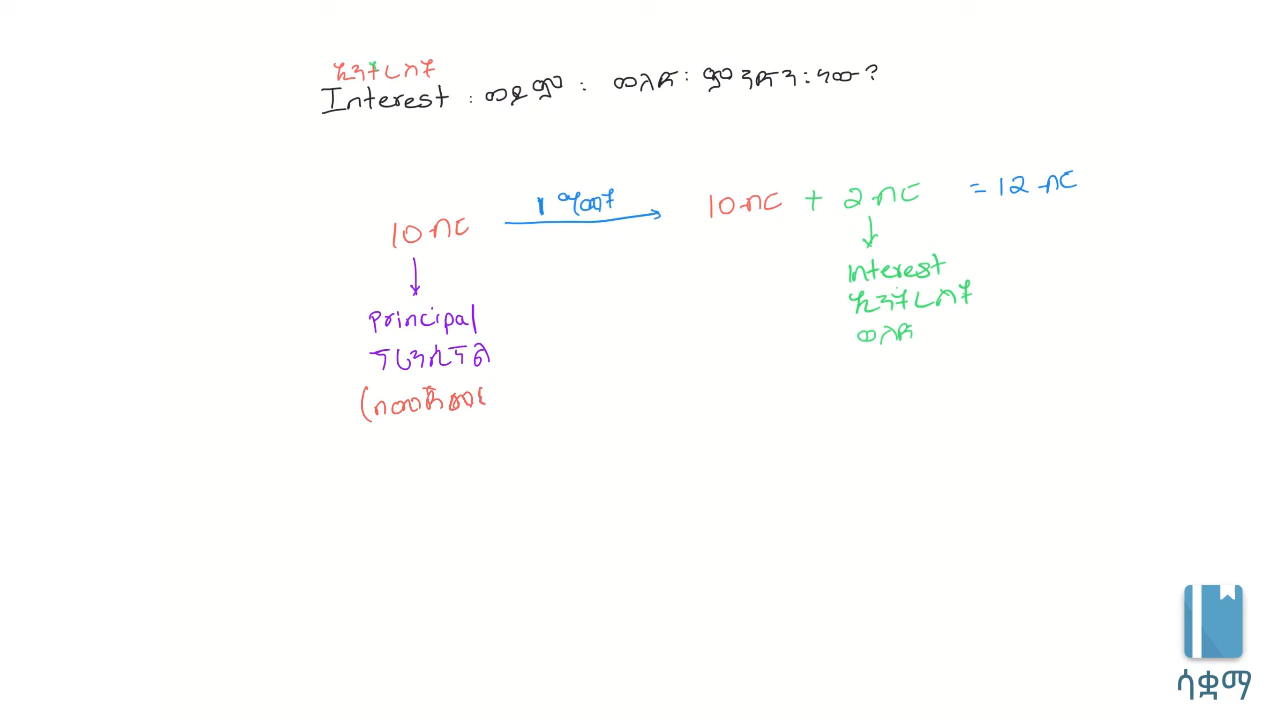 ኢንትረስት
Interest : ወይም : ወለድ : ምንድን : ነው ?
10 ብር
1 ዓመት
10 ብር + 2 ብር = 12 ብር
Principal
ፕሪንሲፓል
Interest
ኢንትረስት
ወለድ
ሳቋማ